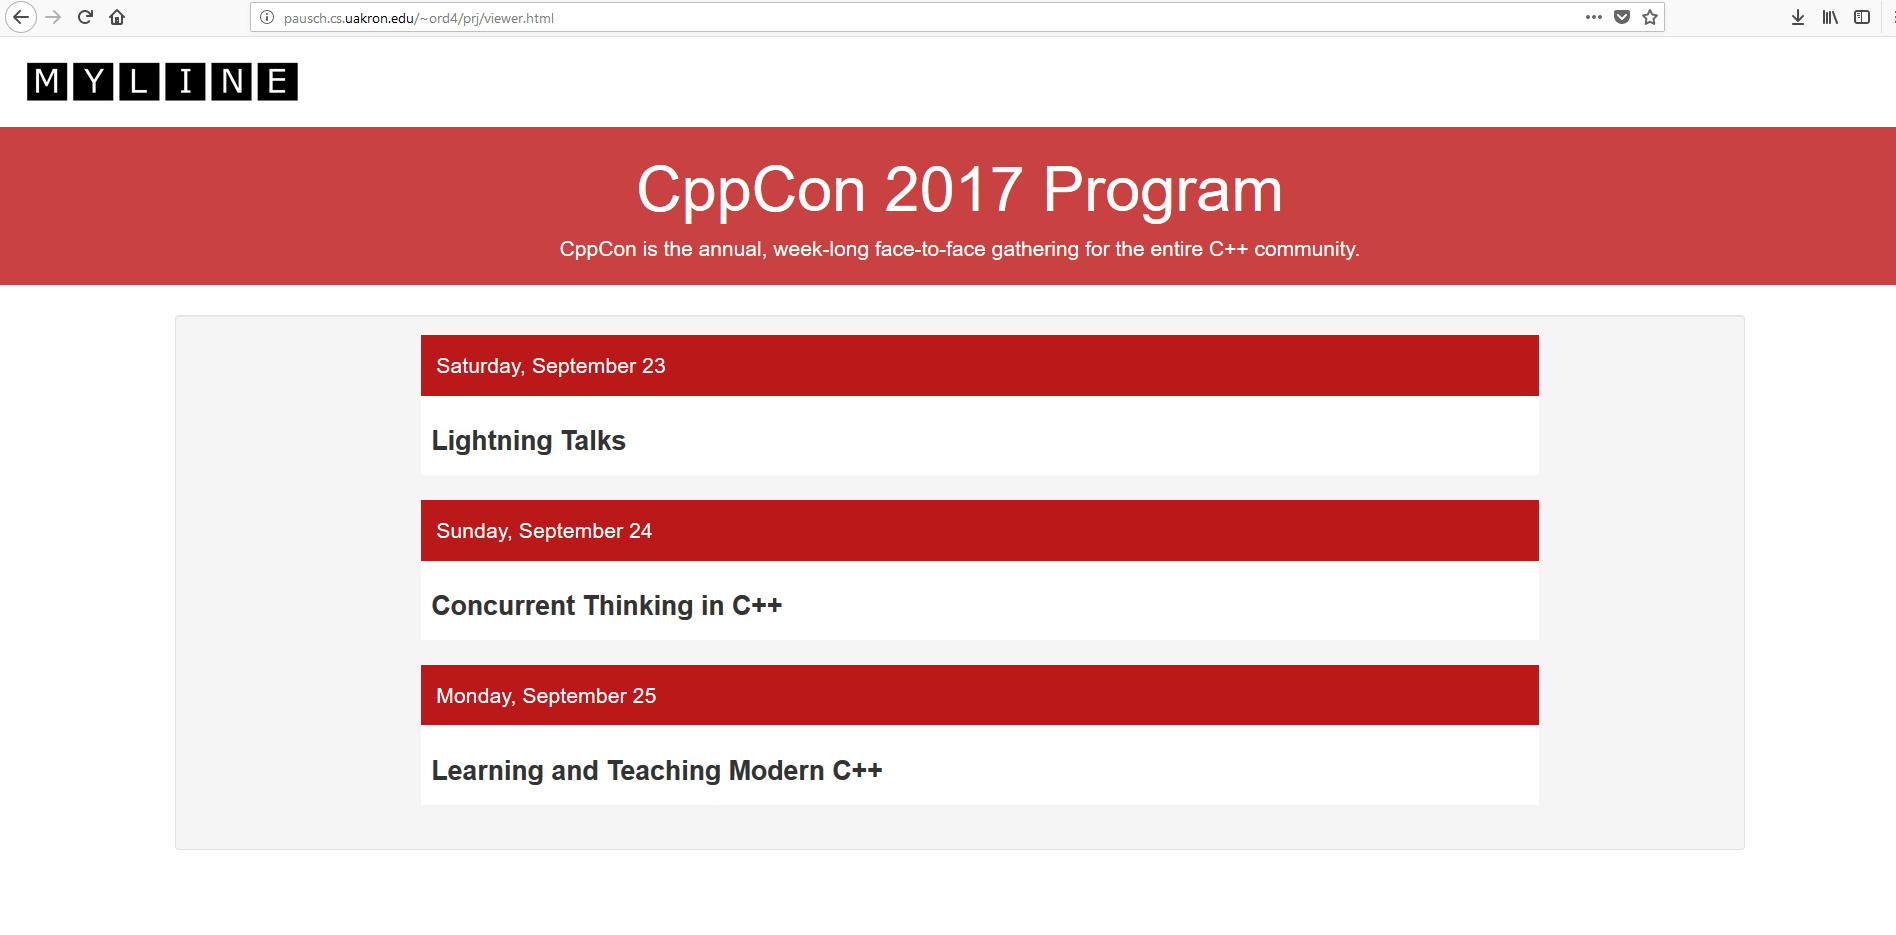 pausch.cs.uakron.edu/~ord4/prj/viewer.html
MYLINE
CppCon 2017 Program
CppCon is the annual, week-long face-to-face gathering for the entire C++ community.
Saturday, September 23
Lightning Talks
Sunday, September 24
Concurrent Thinking in C++
Monday, September 25
Learning and Teaching Modern C++